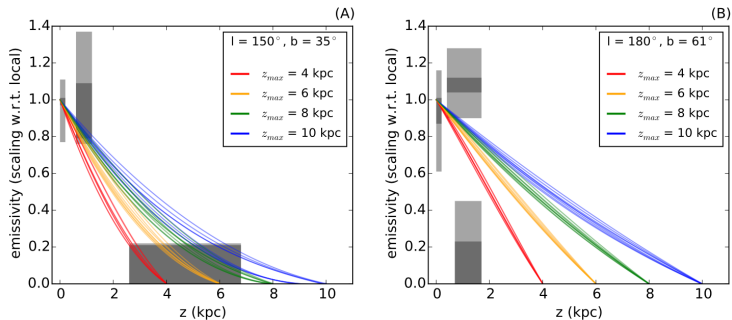 (A)
1.4
1.2
1.0
0.8
0.6
0.4
0.2
0.0
emissivity (scaling w.r.t. local)
l = 150°, b = 35°
z_max = 4 kpc
z_max = 6 kpc
z_max = 8 kpc
z_max = 10 kpc
0 2 4 6 8 10
z (kpc)
(B)
1.4
1.2
1.0
0.8
0.6
0.4
0.2
0.0
emissivity (scaling w.r.t. local)
l = 180°, b = 61°
z_max = 4 kpc
z_max = 6 kpc
z_max = 8 kpc
z_max = 10 kpc
0 2 4 6 8 10
z (kpc)